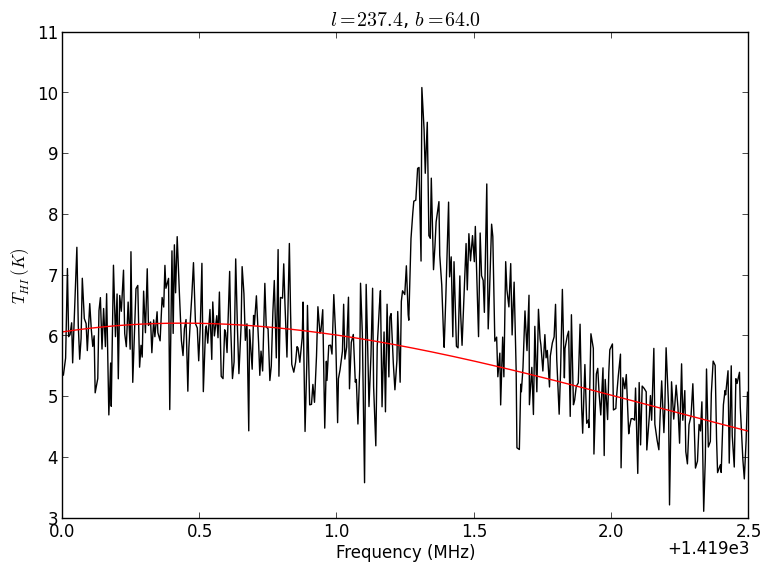 l = 237.4, b = 64.0
11
10
9
8
7
6
5
4
3
T_HI (K)
0.0 0.5 1.0 1.5 2.0 2.5
Frequency (MHz)
+1.419e3